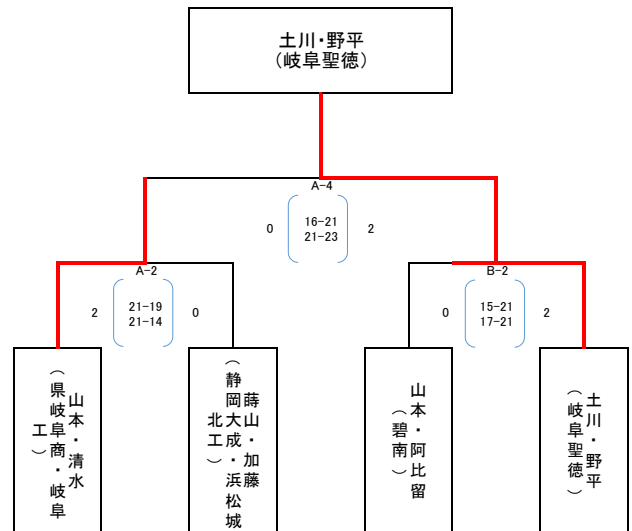 土川・野平
（岐阜聖徳）
A-4
0
16-21
21-23
2
A-2
2
21-19
21-14
0
B-2
0
15-21
17-21
2
山本・清水
（県岐阜商・岐阜
工）
蒔山・加藤
（静岡大成・浜松城
北工）
山本・阿比留
（碧南）
土川・野平
（岐阜聖徳）